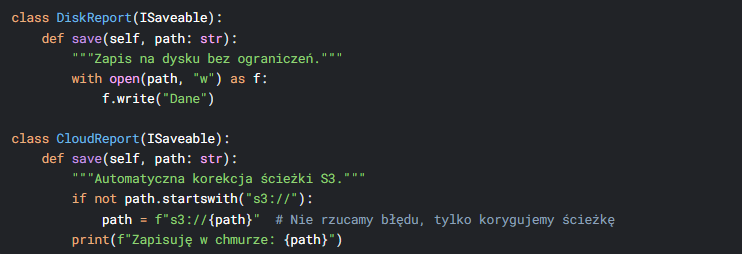 class DiskReport(ISaveable):
    def save(self, path: str):
        """Zapis na dysku bez ograniczeń."""
        with open(path, "w") as f:
            f.write("Dane")

class CloudReport(ISaveable):
    def save(self, path: str):
        """Automatyczna korekcja ścieżki S3."""
        if not path.startswith("s3://"):
            path = f"s3://{path}"  # Nie rzucamy błędu, tylko korygujemy ścieżkę
        print(f"Zapisuję w chmurze: {path}")